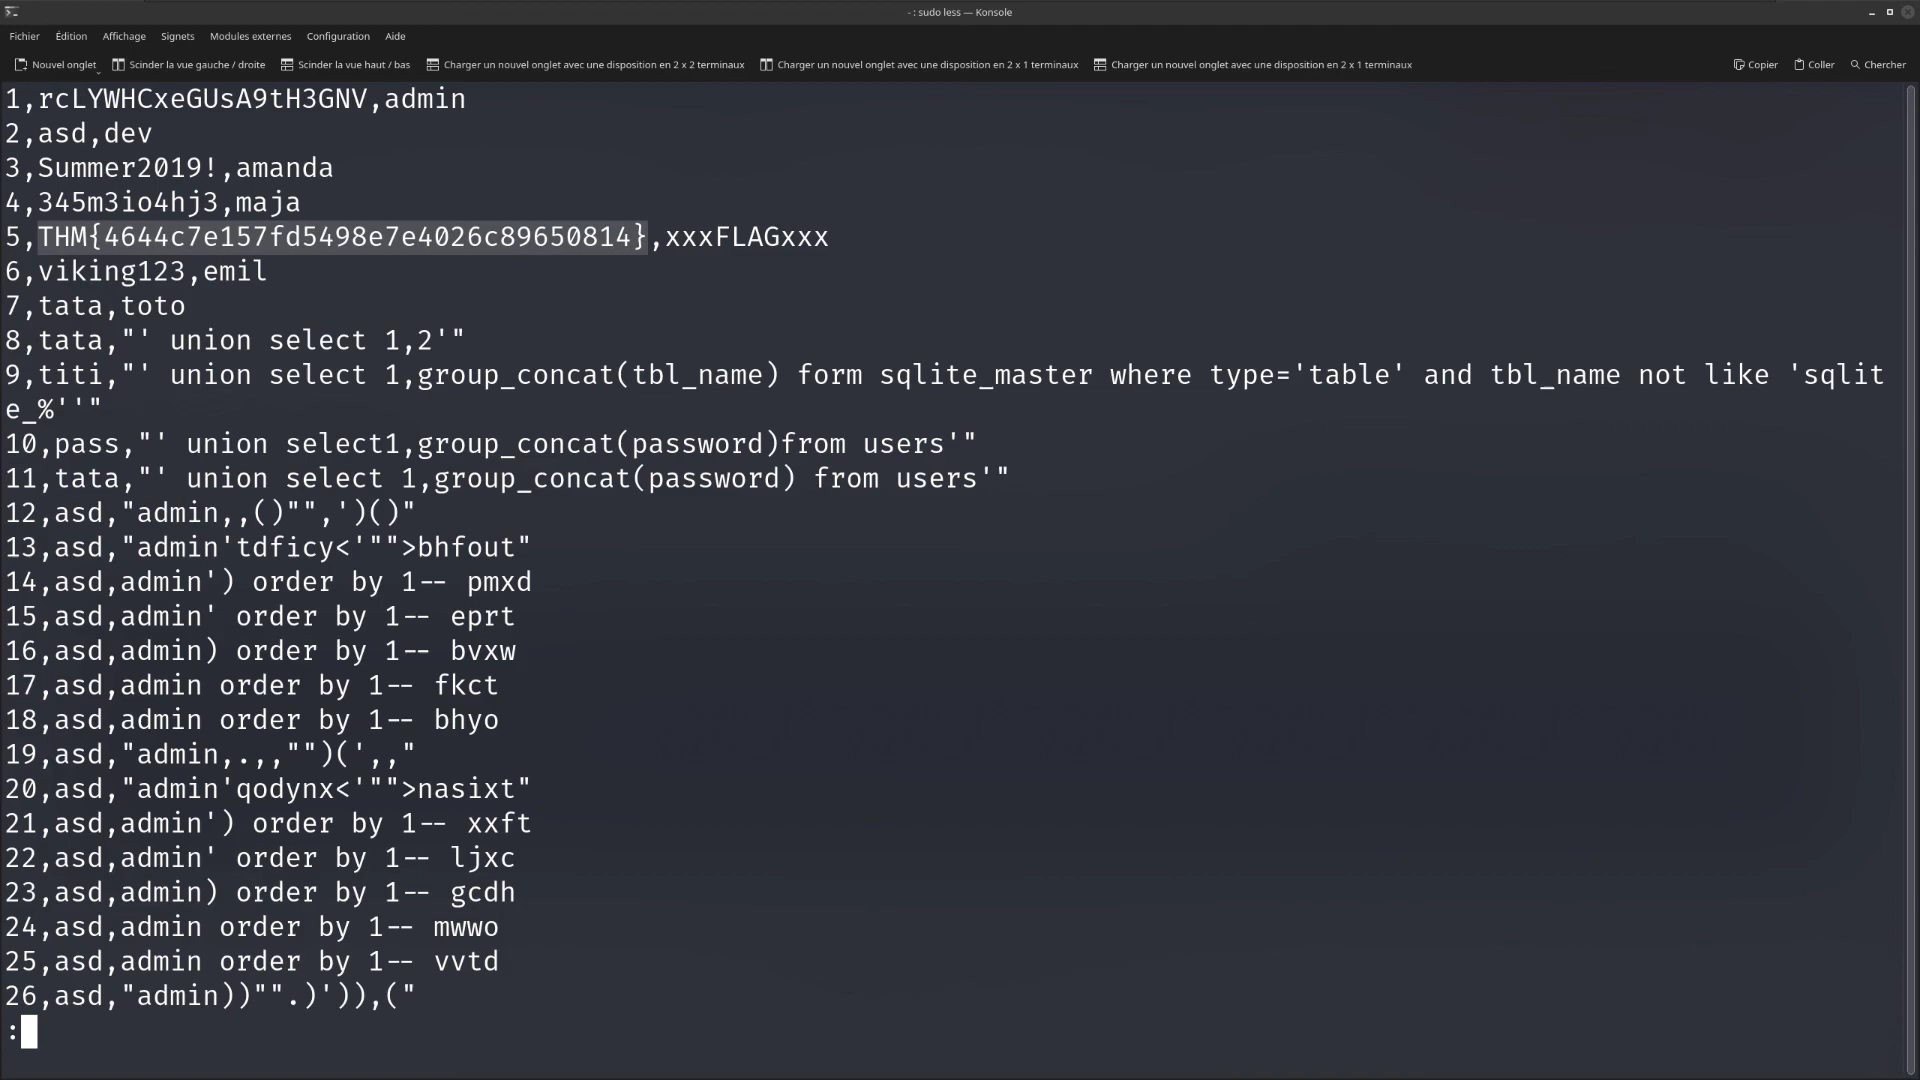 - : sudo less — Konsole
Fichier Édition Affichage Signets Modules externes Configuration Aide
Nouvel onglet Scinder la vue gauche / droite Scinder la vue haut / bas Charger un nouvel onglet avec une disposition en 2 x 2 terminaux Charger un nouvel onglet avec une disposition en 2 x 1 terminaux Charger un nouvel onglet avec une disposition en 2 x 1 terminaux Copier Coller Chercher
1,rcLYWHCxeGUsA9tH3GNV,admin
2,asd,dev
3,Summer2019!,amanda
4,345m3io4hj3,maja
5,THM{4644c7e157fd5498e7e4026c89650814},xxxFLAGxxx
6,viking123,emil
7,tata,toto
8,tata,"' union select 1,2'"
9,titi,"' union select 1,group_concat(tbl_name) form sqlite_master where type='table' and tbl_name not like 'sqlit
e_%''"
10,pass,"' union select1,group_concat(password)from users'"
11,tata,"' union select 1,group_concat(password) from users'"
12,asd,"admin,,()"",')()"
13,asd,"admin'tdficy<'"">bhfout"
14,asd,admin') order by 1-- pmxd
15,asd,admin' order by 1-- eprt
16,asd,admin) order by 1-- bvxw
17,asd,admin order by 1-- fkct
18,asd,admin order by 1-- bhyo
19,asd,"admin,.,,"")(',,"
20,asd,"admin'qodynx<'"">nasixt"
21,asd,admin') order by 1-- xxft
22,asd,admin' order by 1-- ljxc
23,asd,admin) order by 1-- gcdh
24,asd,admin order by 1-- mwwo
25,asd,admin order by 1-- vvtd
26,asd,"admin))"".)')),("
: